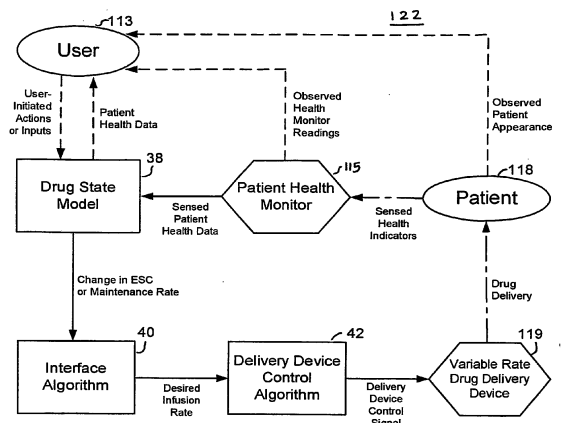 113
122
User
User-
Initiated
Actions
or Inputs
Patient
Health Data
Observed
Health
Monitor
Readings
Observed
Patient
Appearance
38
Drug State
Model
115
Patient Health
Monitor
118
Patient
Sensed
Patient
Health Data
Sensed
Health
Indicators
Change in ESC
or Maintenance Rate
Drug
Delivery
40
Interface
Algorithm
42
Delivery Device
Control
Algorithm
119
Variable Rate
Drug Delivery
Device
Desired
Infusion
Rate
Delivery
Device
Control
Signal